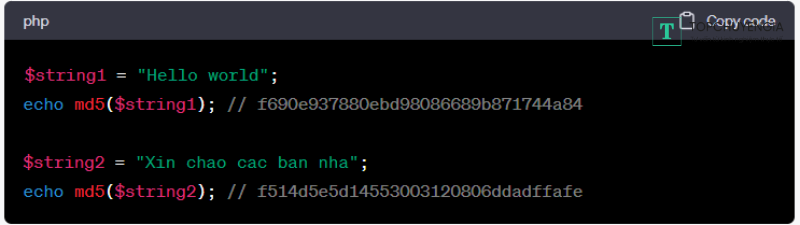 php
Copy code
T TOPCHUYENGIA
$string1 = "Hello world";
echo md5($string1); // f690e937880ebd98086689b871744a84
$string2 = "Xin chao cac ban nha";
echo md5($string2); // f514d5e5d14553003120806ddadffafe